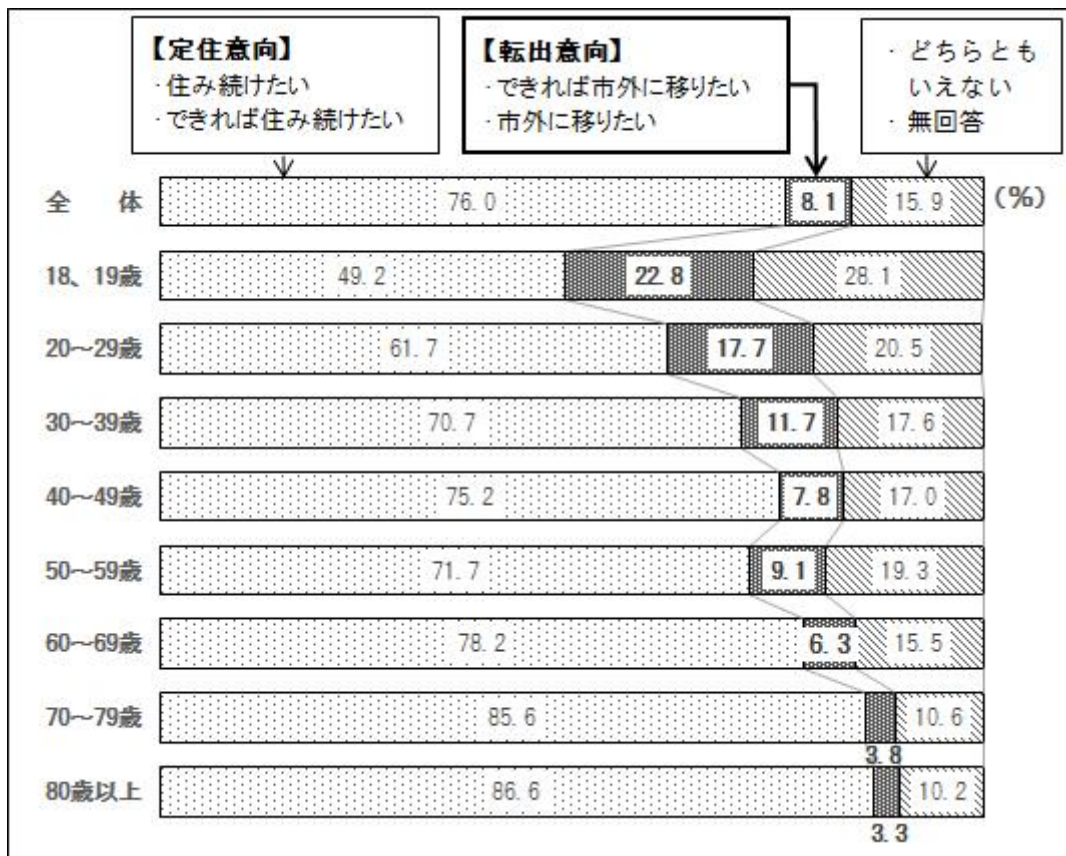 【定住意向】
・住み続けたい
・できれば住み続けたい
【転出意向】
・できれば市外に移りたい
・市外に移りたい
・どちらとも
いえない
・無回答
全 体 76.0 8.1 15.9 (%)
18、19歳 49.2 22.8 28.1
20～29歳 61.7 17.7 20.5
30～39歳 70.7 11.7 17.6
40～49歳 75.2 7.8 17.0
50～59歳 71.7 9.1 19.3
60～69歳 78.2 6.3 15.5
70～79歳 85.6 3.8 10.6
80歳以上 86.6 3.3 10.2